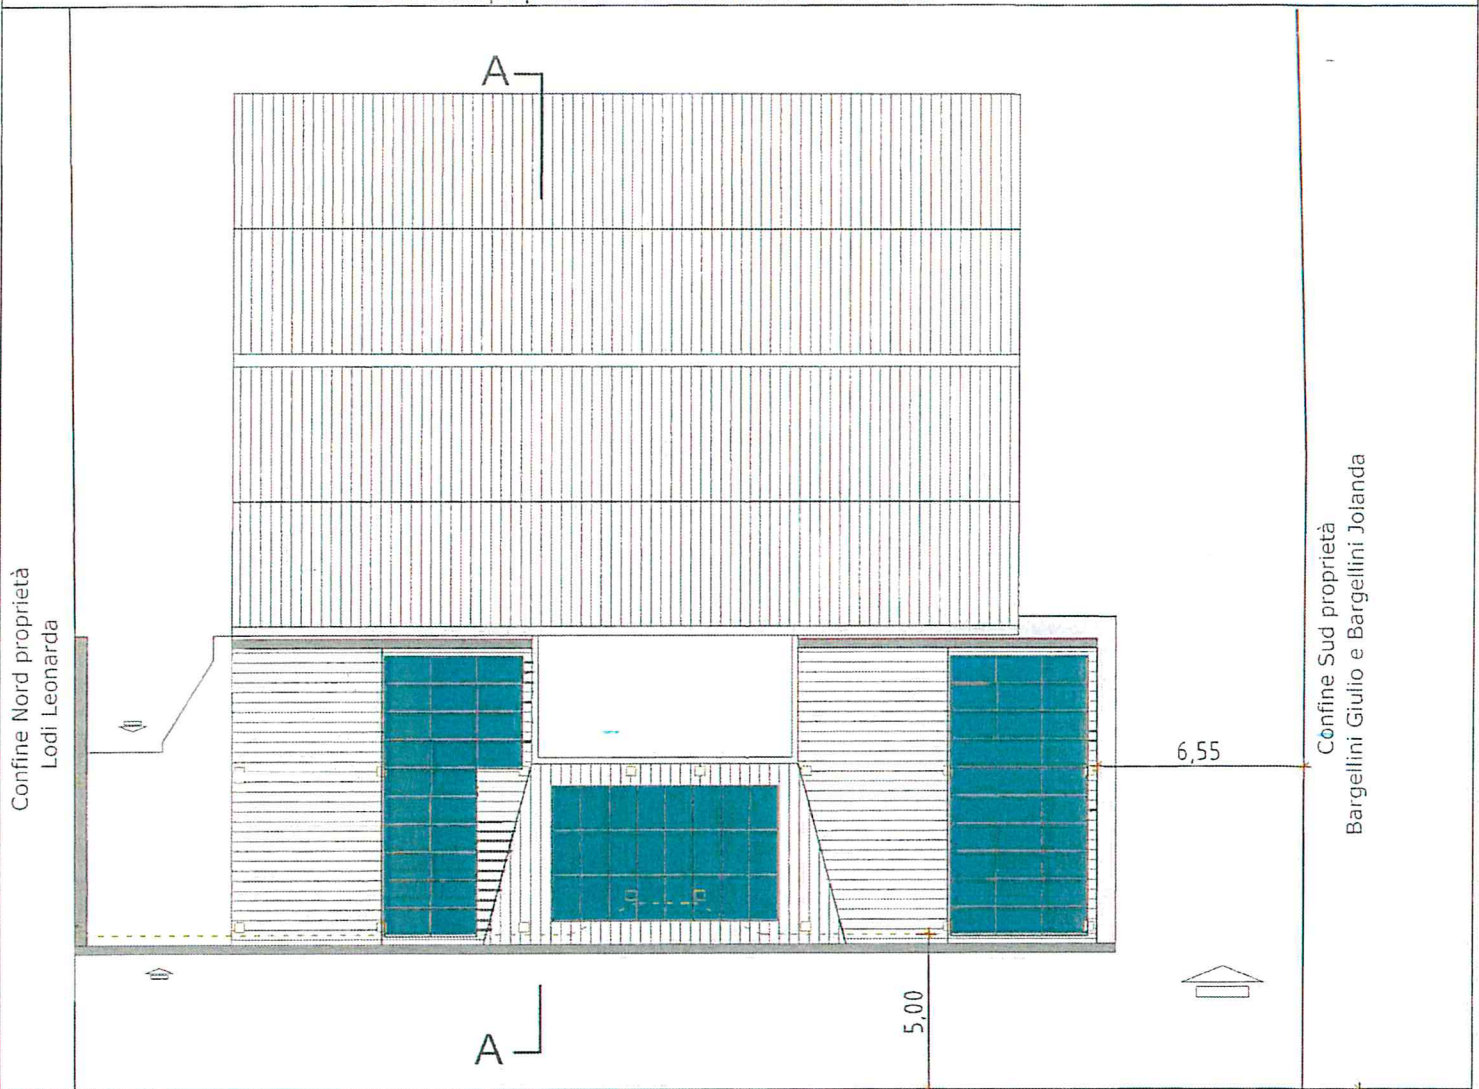 A
Confine Nord proprietà
Lodi Leonarda
Confine Sud proprietà
Bargellini Giulio e Bargellini Jolanda
6,55
5,00
A